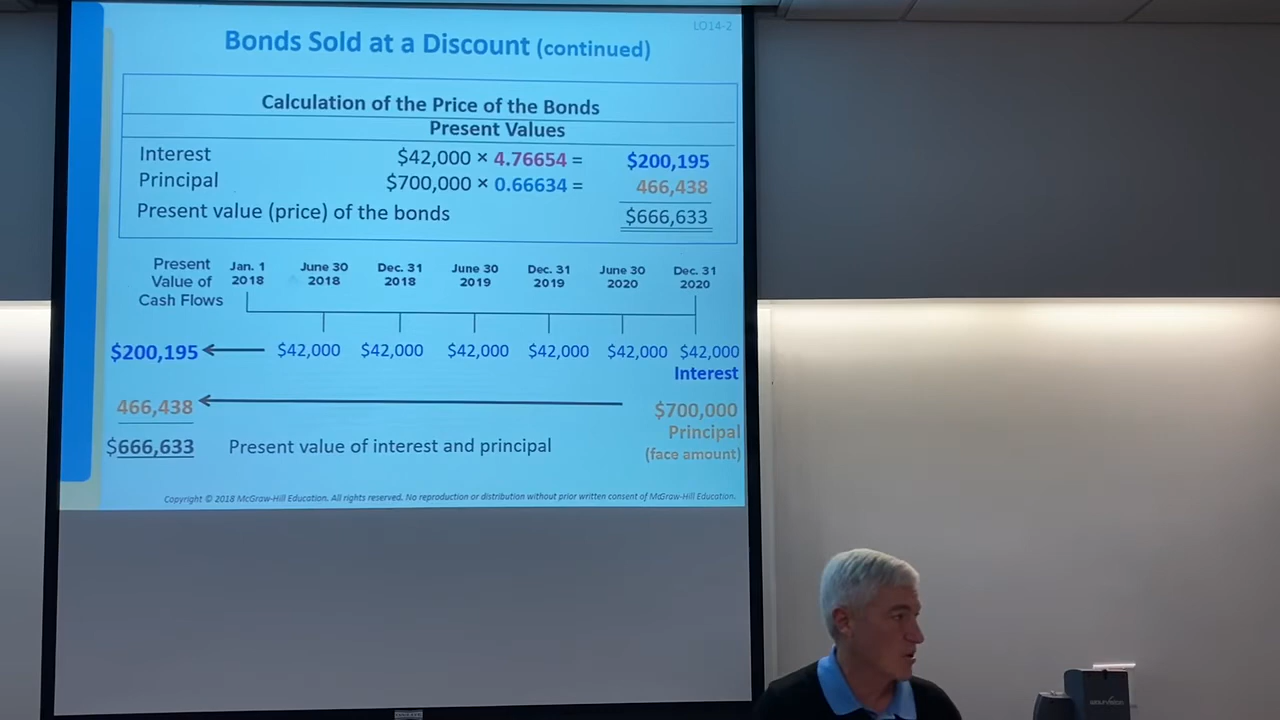 LO14-2
Bonds Sold at a Discount (continued)
Calculation of the Price of the Bonds
Present Values
Interest $42,000 × 4.76654 = $200,195
Principal $700,000 × 0.66634 = 466,438
Present value (price) of the bonds $666,633
Present Value of Cash Flows
Jan. 1 2018
June 30 2018
Dec. 31 2018
June 30 2019
Dec. 31 2019
June 30 2020
Dec. 31 2020
$200,195 $42,000 $42,000 $42,000 $42,000 $42,000 $42,000
Interest
466,438 $700,000
Principal
$666,633 Present value of interest and principal
(face amount)
Copyright © 2018 McGraw-Hill Education. All rights reserved. No reproduction or distribution without prior written consent of McGraw-Hill Education.